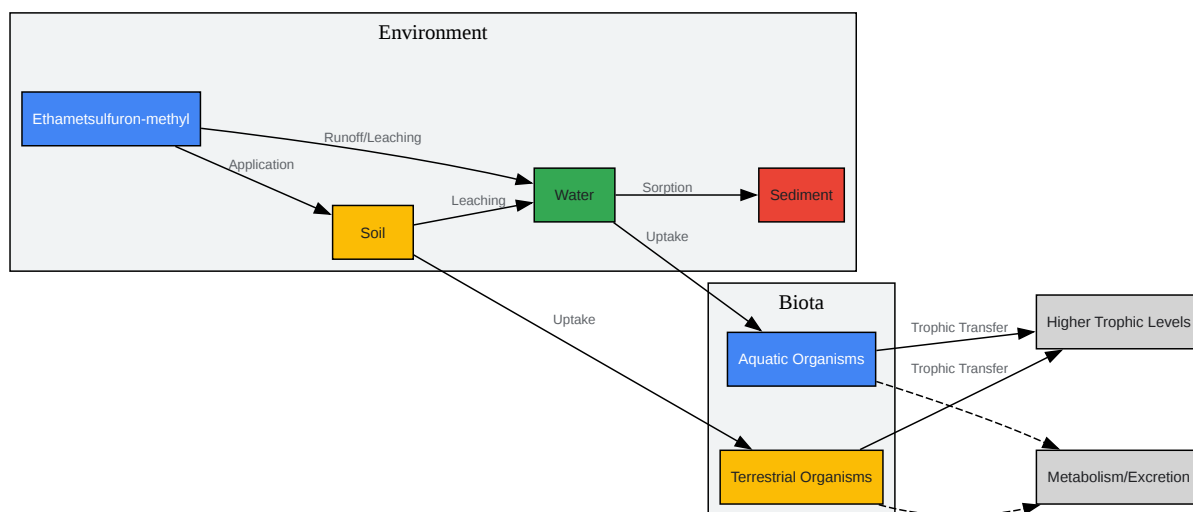 Environment
Ethametsulfuron-methyl
Runoff/Leaching
Application
Leaching
Water
Sorption
Sediment
Soil
Uptake
Uptake
Biota
Aquatic Organisms
Trophic Transfer
Higher Trophic Levels
Trophic Transfer
Terrestrial Organisms
Metabolism/Excretion